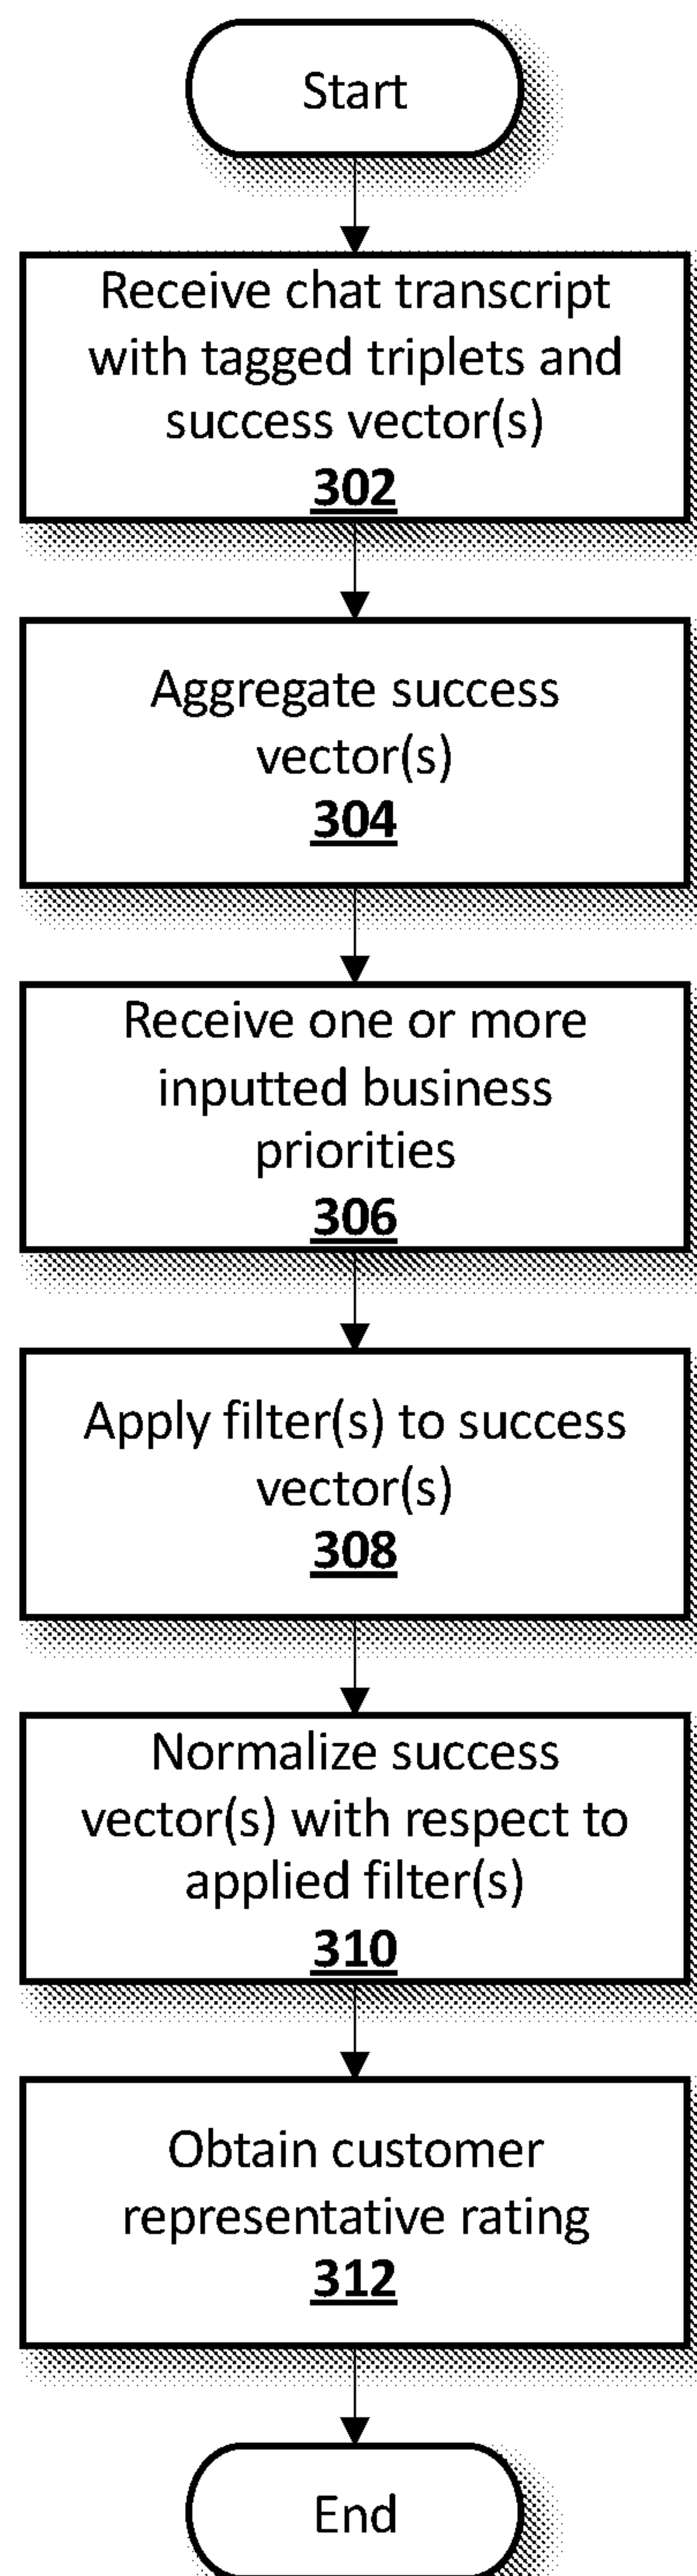 Start
Receive chat transcript
with tagged triplets and
success vector(s)
302
Aggregate success
vector(s)
304
Receive one or more
inputted business
priorities
306
Apply filter(s) to success
vector(s)
308
Normalize success
vector(s) with respect to
applied filter(s)
310
Obtain customer
representative rating
312
End